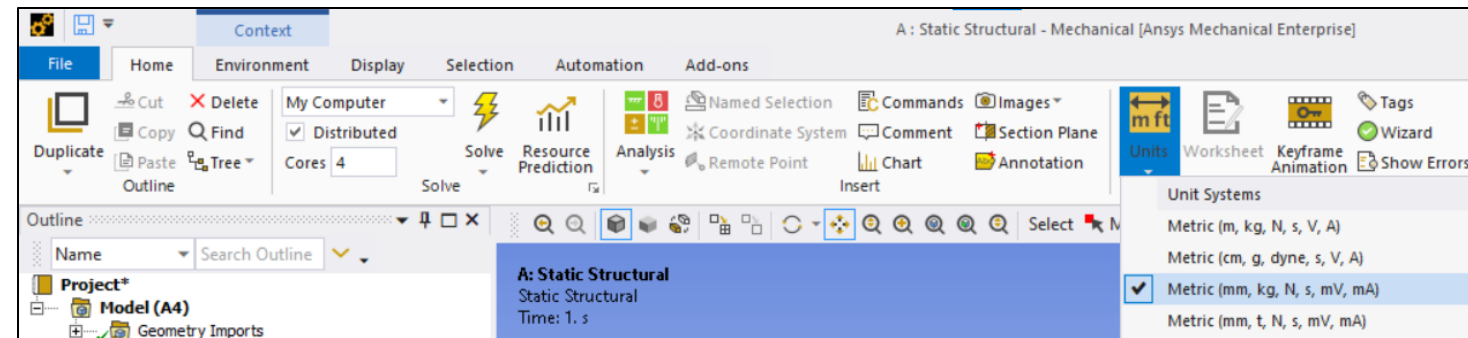 Context
A : Static Structural - Mechanical [Ansys Mechanical Enterprise]
File Home Environment Display Selection Automation Add-ons
Duplicate
Cut
Copy
Paste
Delete
Find
Tree
Outline
My Computer
Distributed
Cores 4
Solve
Resource
Prediction
Solve
Analysis
Named Selection
Coordinate System
Remote Point
Commands
Comment
Chart
Images
Section Plane
Annotation
Insert
m ft
Units
Worksheet
Keyframe
Animation
Tags
Wizard
Show Errors
Unit Systems
Metric (m, kg, N, s, V, A)
Metric (cm, g, dyne, s, V, A)
Metric (mm, kg, N, s, mV, mA)
Metric (mm, t, N, s, mV, mA)
Outline
Name Search Outline
Project*
Model (A4)
Geometry Imports
Select
A: Static Structural
Static Structural
Time: 1. s